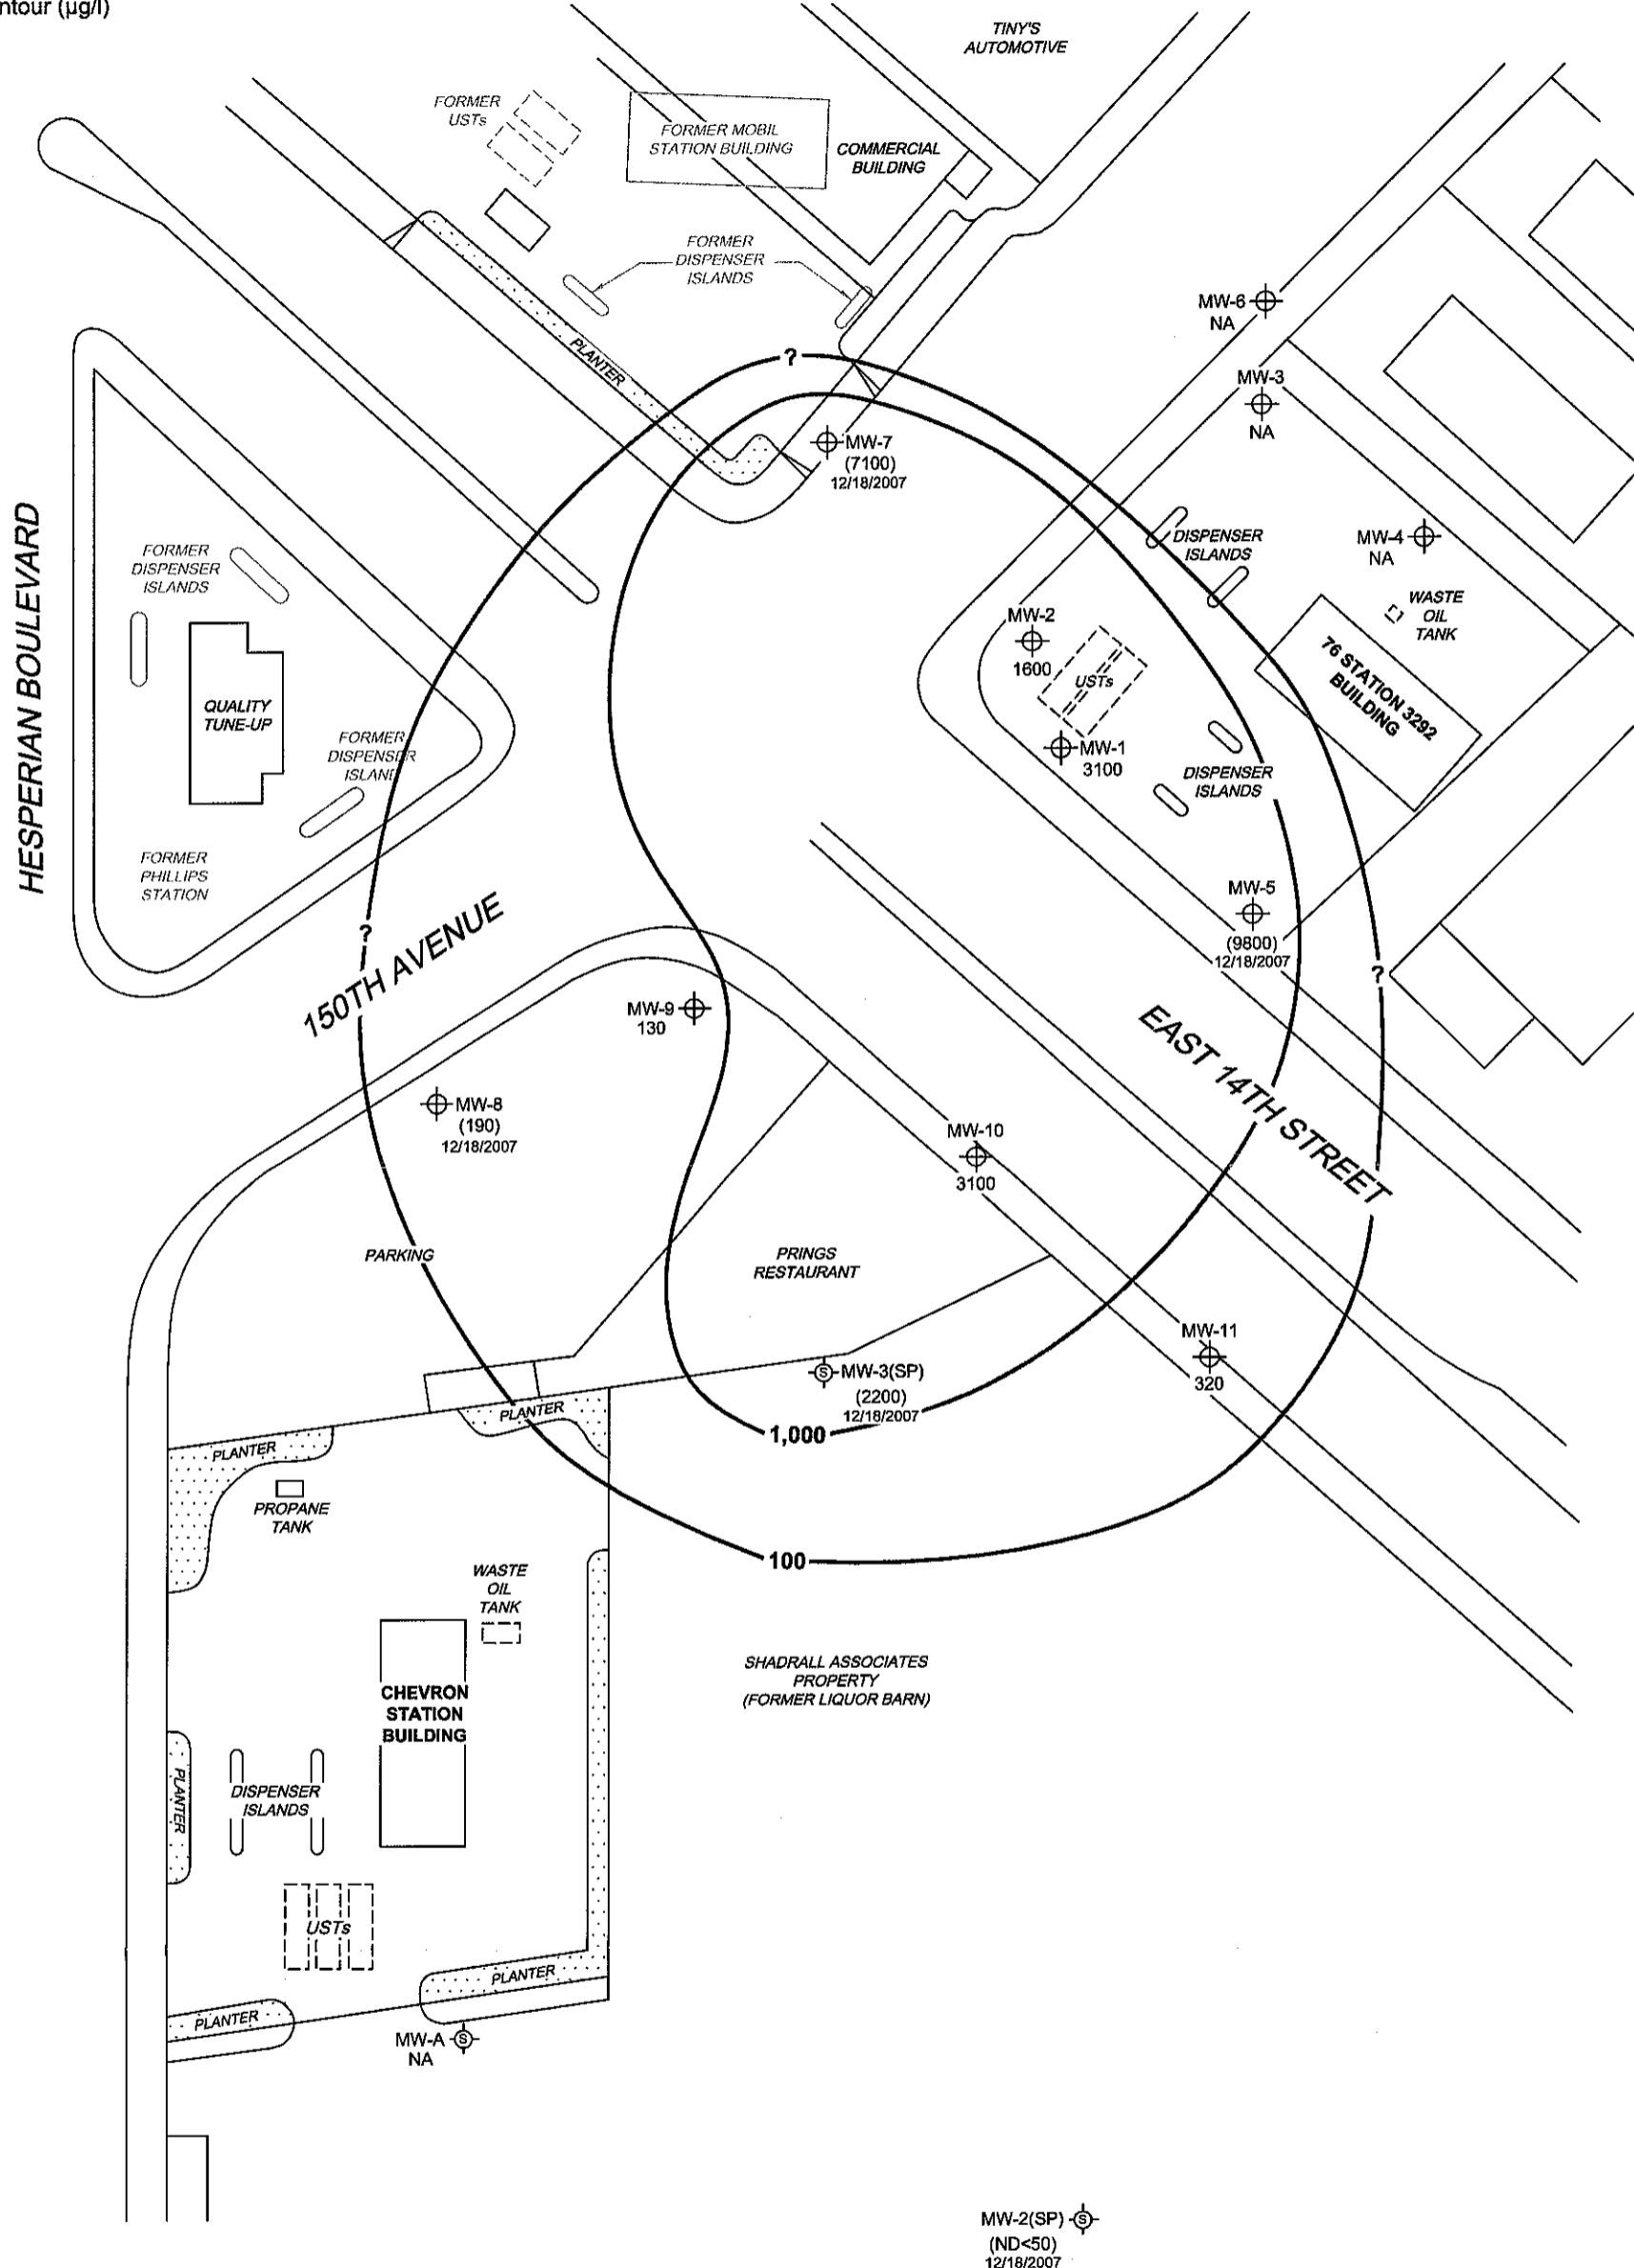 ntour (µg/l)
TINY'S
AUTOMOTIVE
FORMER
USTs
FORMER MOBIL
STATION BUILDING
COMMERCIAL
BUILDING
FORMER
DISPENSER
ISLANDS
MW-6
NA
PLANTER
?
MW-3
NA
MW-7
(7100)
12/18/2007
HESPERIAN BOULEVARD
FORMER
DISPENSER
ISLANDS
DISPENSER
ISLANDS
MW-4
NA
WASTE
OIL
TANK
MW-2
1600
USTs
76 STATION 3292
BUILDING
QUALITY
TUNE-UP
FORMER
DISPENSER
ISLAND
MW-1
3100
DISPENSER
ISLANDS
FORMER
PHILLIPS
STATION
MW-5
(9800)
12/18/2007
?
?
150TH AVENUE
MW-9
130
EAST 14TH STREET
MW-8
(190)
12/18/2007
MW-10
3100
PARKING
PRINGS
RESTAURANT
MW-11
320
MW-3(SP)
(2200)
12/18/2007
PLANTER
1,000
PLANTER
PROPANE
TANK
100
WASTE
OIL
TANK
SHADRALL ASSOCIATES
PROPERTY
(FORMER LIQUOR BARN)
CHEVRON
STATION
BUILDING
PLANTER
DISPENSER
ISLANDS
USTs
PLANTER
PLANTER
MW-A
NA
MW-2(SP)
(ND<50)
12/18/2007